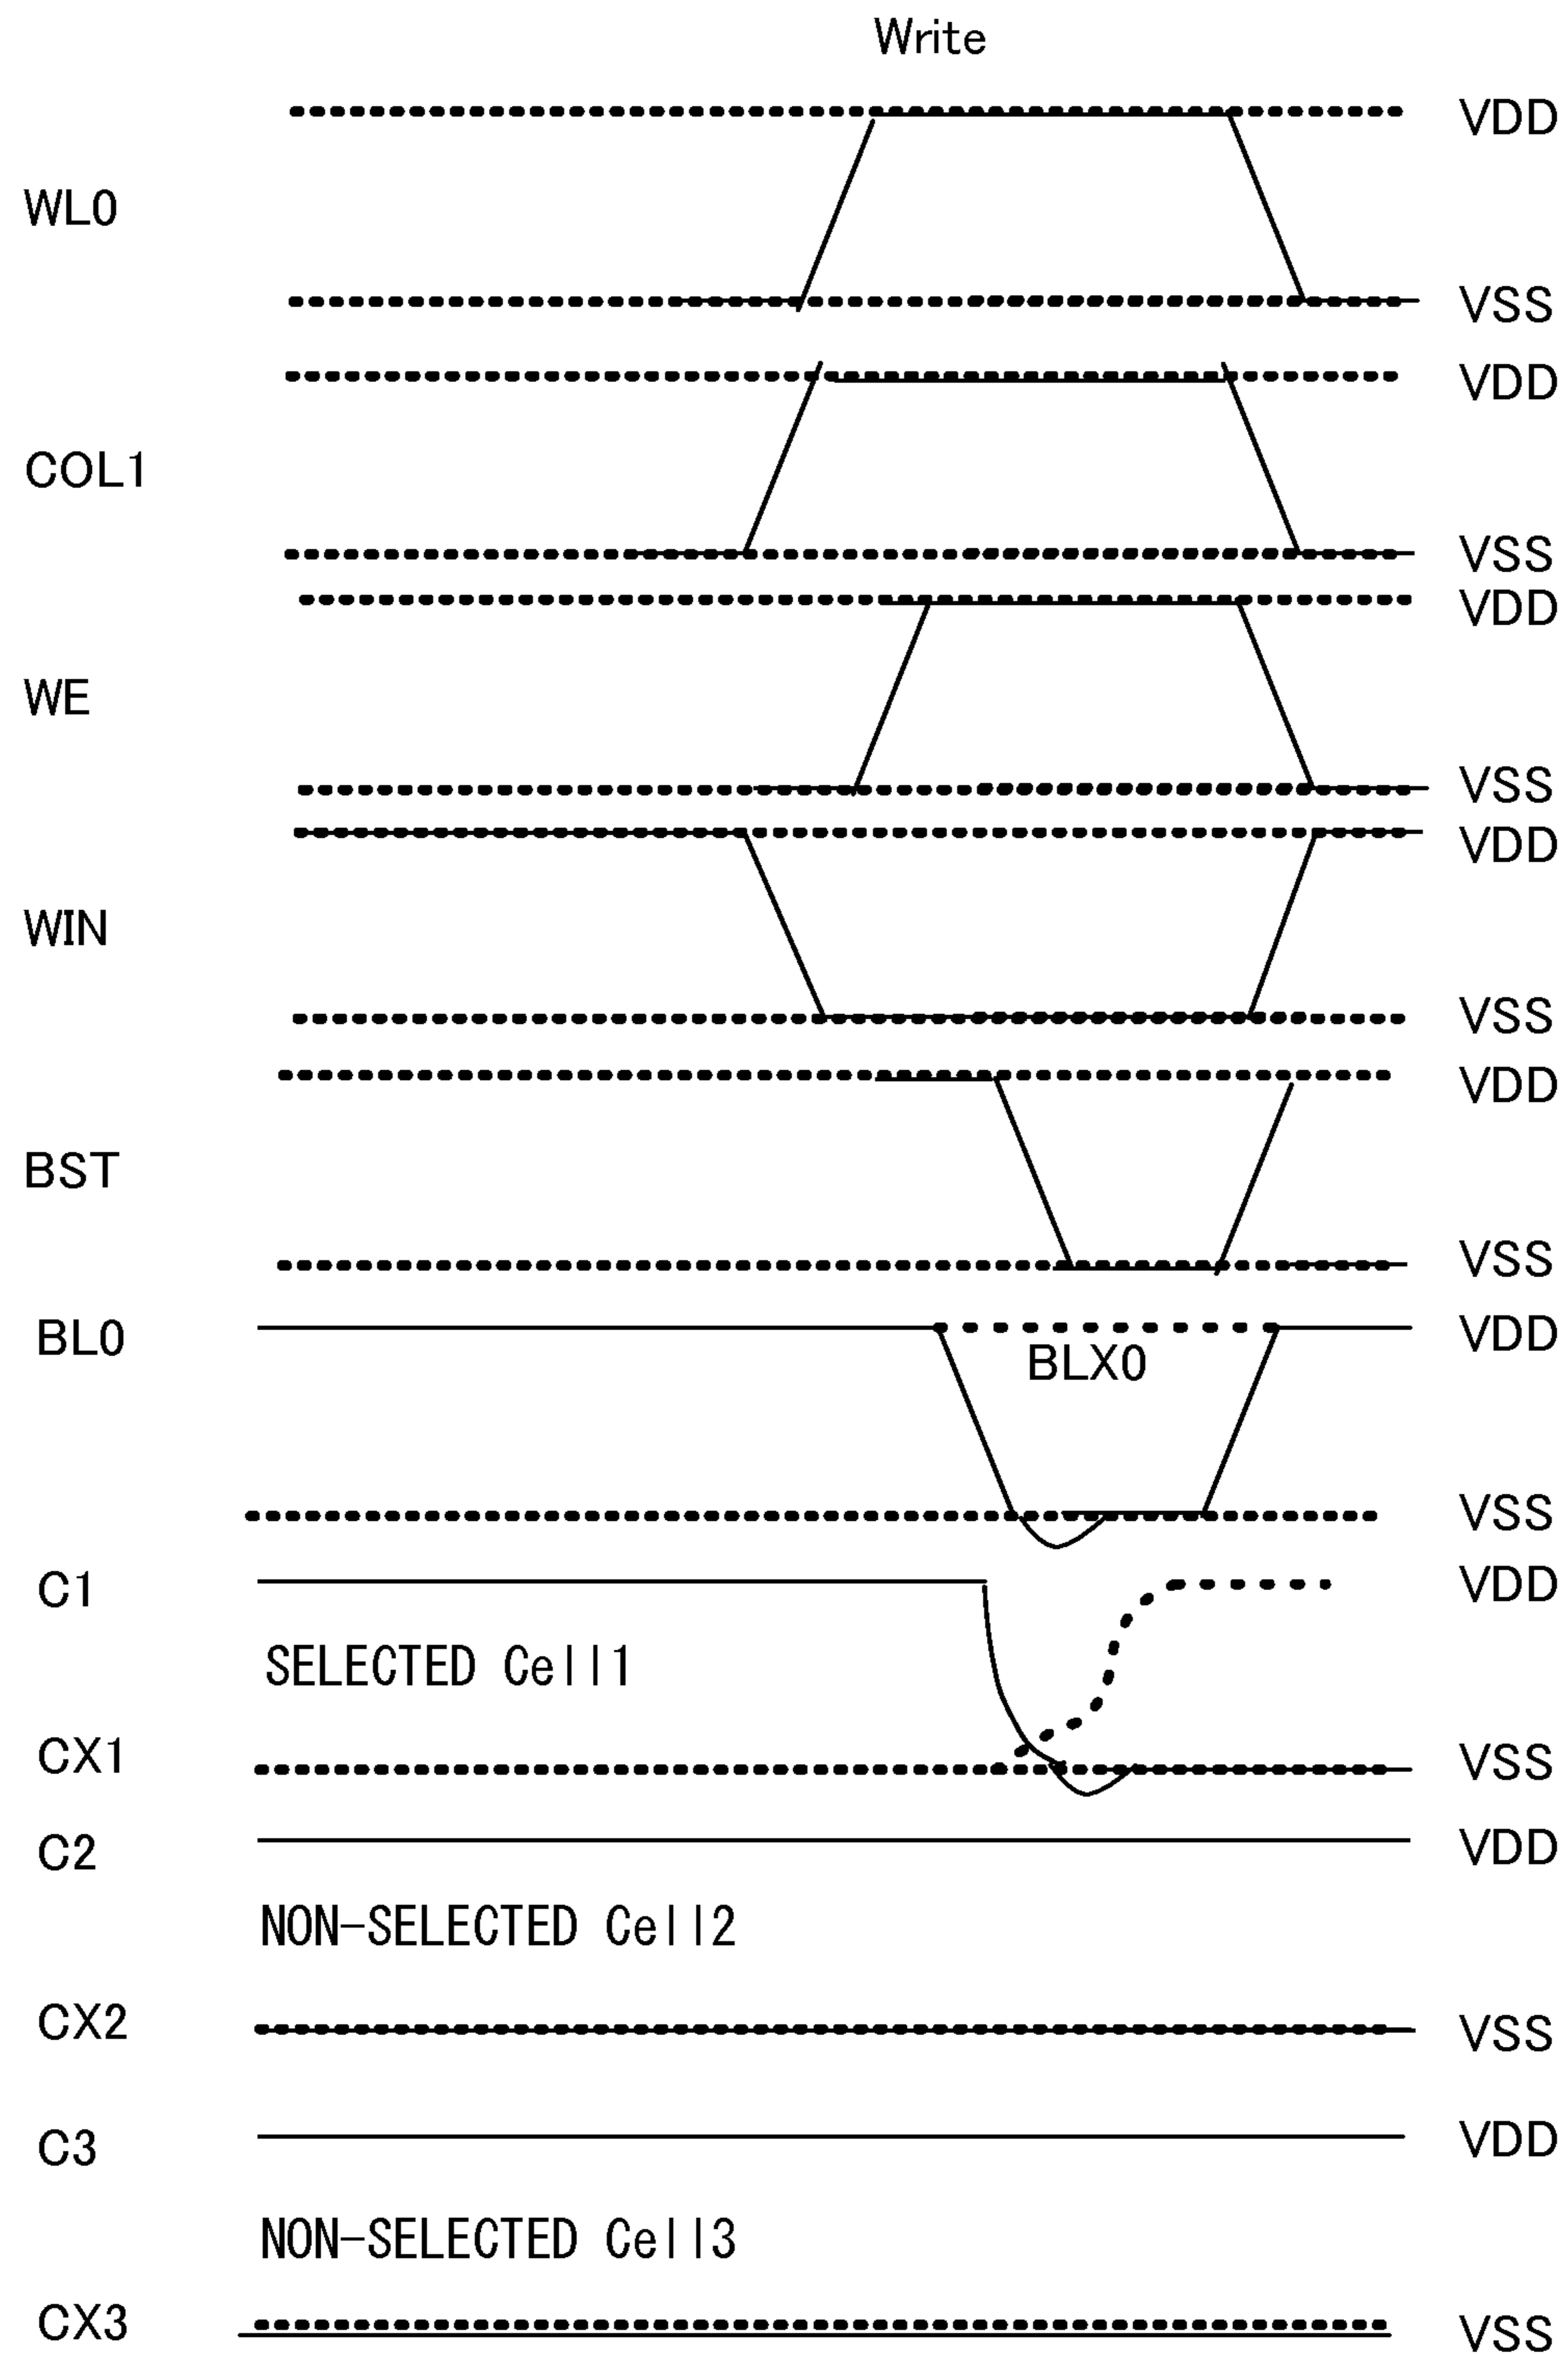 Write
VDD
WL0
VSS
VDD
COL1
VSS
VDD
WE
VSS
VDD
WIN
VSS
VDD
BST
VSS
BL0 VDD
BLX0
VSS
C1 VDD
SELECTED Cell1
CX1 VSS
C2 VDD
NON-SELECTED Cell2
CX2 VSS
C3 VDD
NON-SELECTED Cell3
CX3 VSS